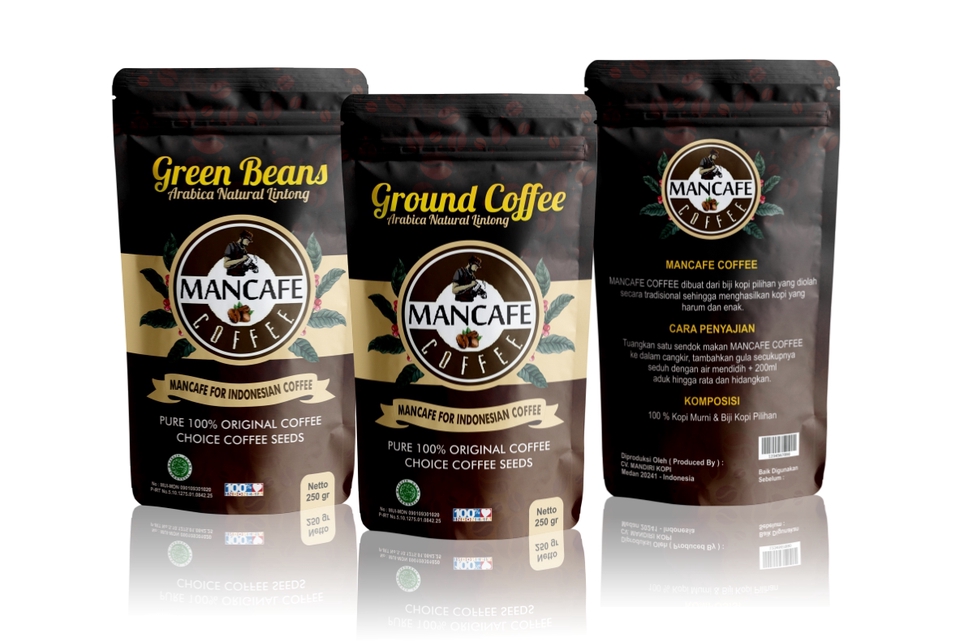 Green Beans
Arabica Natural Lintong
MANCAFE
COFFEE
MANCAFE FOR INDONESIAN COFFEE
PURE 100% ORIGINAL COFFEE
CHOICE COFFEE SEEDS
Netto
250 gr
100%
Ground Coffee
Arabica Natural Lintong
MANCAFE
COFFEE
MANCAFE FOR INDONESIAN COFFEE
PURE 100% ORIGINAL COFFEE
CHOICE COFFEE SEEDS
Netto
250 gr
100%
MANCAFE
COFFEE
MANCAFE COFFEE
MANCAFE COFFEE dibuat dari biji kopi pilihan yang diolah
secara tradisional sehingga menghasilkan kopi yang
harum dan enak.
CARA PENYAJIAN
Tuangkan satu sendok makan MANCAFE COFFEE
ke dalam cangkir, tambahkan gula secukupnya
seduh dengan air mendidih + 200ml
aduk hingga rata dan hidangkan.
KOMPOSISI
100 % Kopi Murni & Biji Kopi Pilihan
Diproduksi Oleh ( Produced By ) :
CV. MANDIRI KOPI
Medan 20241 - Indonesia
Baik Digunakan
Sebelum :